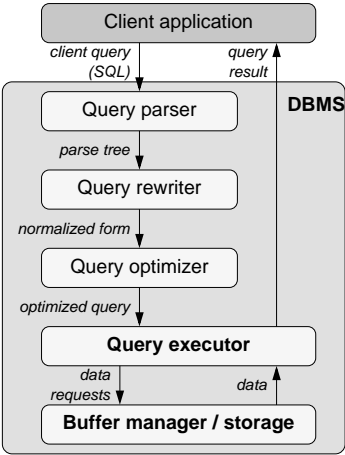 Client application
client query
(SQL)
query
result
DBMS
Query parser
parse tree
Query rewriter
normalized form
Query optimizer
optimized query
Query executor
data
requests
data
Buffer manager / storage